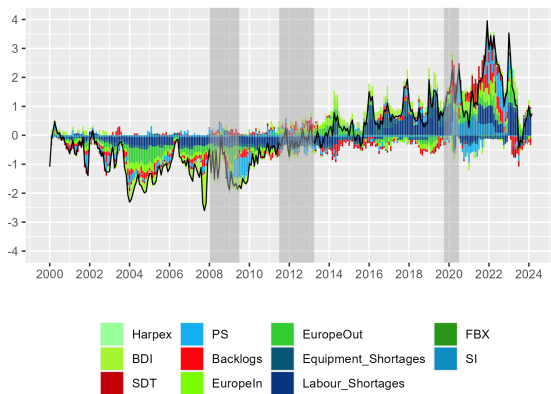 4
3
2
1
0
-1
-2
-3
-4
2000 2002 2004 2006 2008 2010 2012 2014 2016 2018 2020 2022 2024
Harpex PS EuropeOut FBX
BDI Backlogs Equipment_Shortages SI
SDT EuropeIn Labour_Shortages